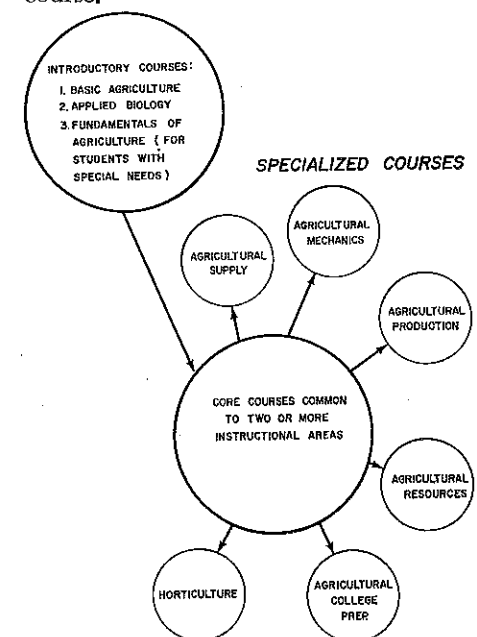 course.
INTRODUCTORY COURSES:
1. BASIC AGRICULTURE
2. APPLIED BIOLOGY
3. FUNDAMENTALS OF
AGRICULTURE (FOR
STUDENTS WITH
SPECIAL NEEDS)
SPECIALIZED COURSES
AGRICULTURAL
SUPPLY
AGRICULTURAL
MECHANICS
AGRICULTURAL
PRODUCTION
CORE COURSES COMMON
TO TWO OR MORE
INSTRUCTIONAL AREAS
AGRICULTURAL
RESOURCES
HORTICULTURE
AGRICULTURAL
COLLEGE
PREP